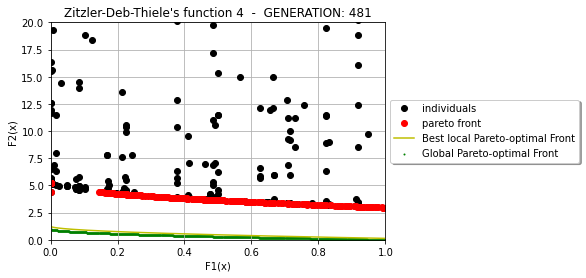 Zitzler-Deb-Thiele's function 4 - GENERATION: 481
F2(x)
20.0
17.5
15.0
12.5
10.0
7.5
5.0
2.5
0.0
0.0 0.2 0.4 0.6 0.8 1.0
F1(x)
individuals
pareto front
Best local Pareto-optimal Front
Global Pareto-optimal Front